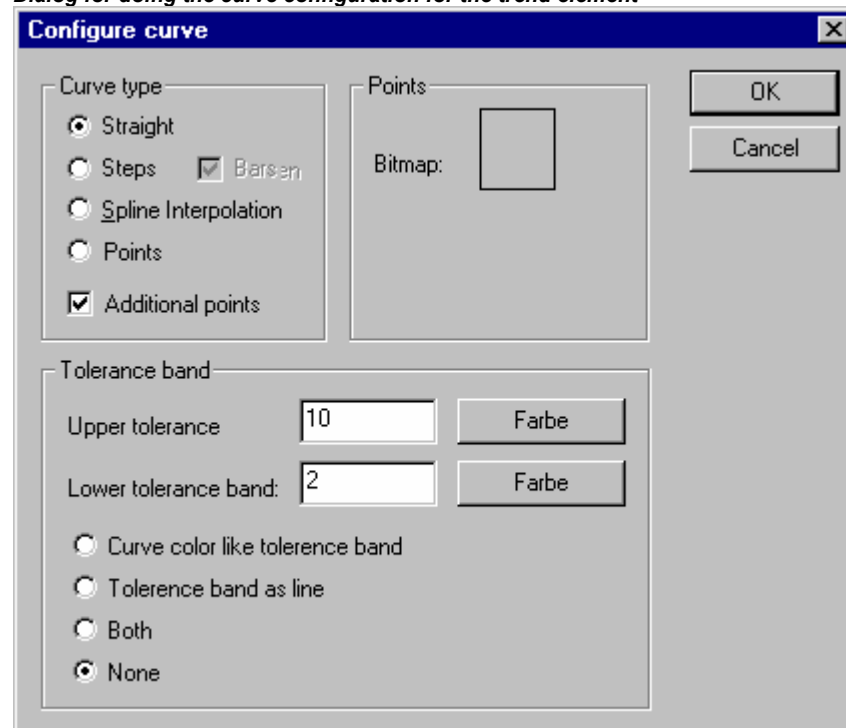 Dialog for doing the curve configuration for the trend element
Configure curve
Curve type
Straight
Steps
Spline Interpolation
Points
Additional points
Points
Bitmap:
OK
Cancel
Tolerance band
Upper tolerance
10
Farbe
Lower tolerance band:
2
Farbe
Curve color like tolerence band
Tolerence band as line
Both
None